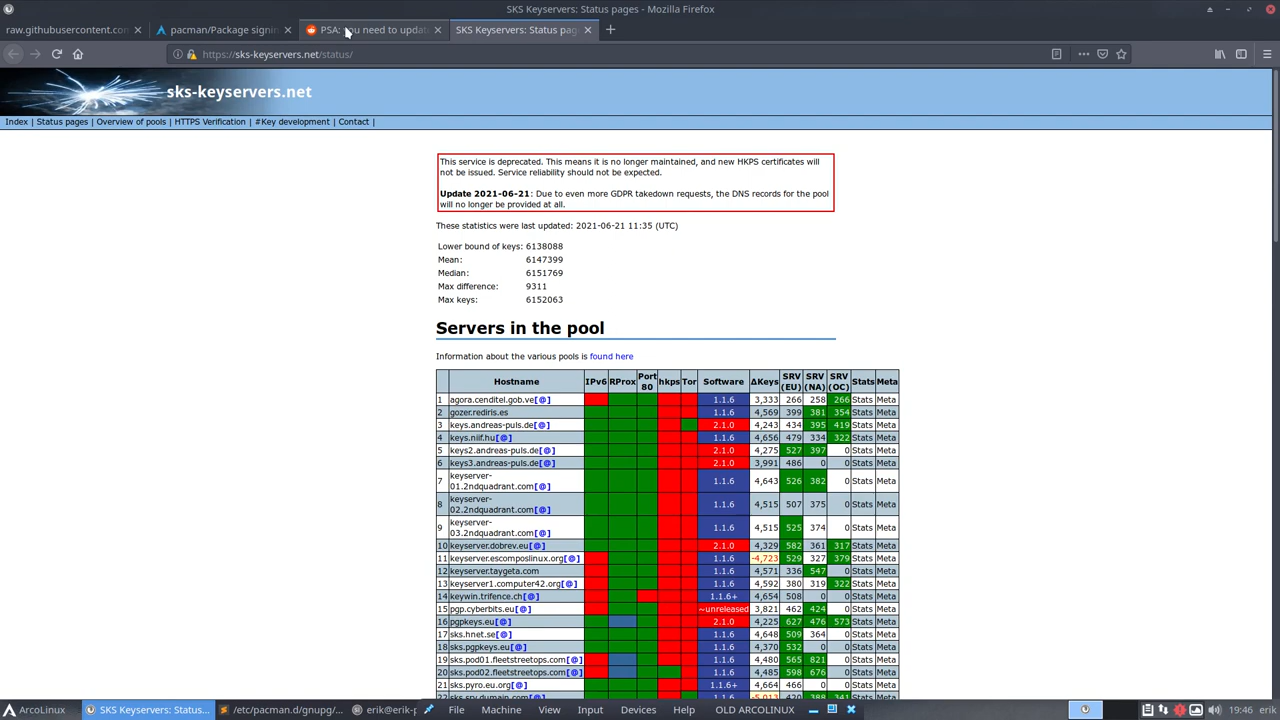 SKS Keyservers: Status pages - Mozilla Firefox
raw.githubusercontent.com
pacman/Package signin
PSA: you need to updat
SKS Keyservers: Status pag
https://sks-keyservers.net/status/
sks-keyservers.net
Index | Status pages | Overview of pools | HTTPS Verification | #Key development | Contact |
This service is deprecated. This means it is no longer maintained, and new HKPS certificates will
not be issued. Service reliability should not be expected.
Update 2021-06-21: Due to even more GDPR takedown requests, the DNS records for the pool
will no longer be provided at all.
These statistics were last updated: 2021-06-21 11:35 (UTC)
Lower bound of keys: 6138088
Mean: 6147399
Median: 6151769
Max difference: 9311
Max keys: 6152063
Servers in the pool
Information about the various pools is found here
Hostname IPv6 RProx Port 80 hkps Tor Software ΔKeys SRV (EU) SRV (NA) SRV (OC) Stats Meta
1 agora.cenditel.gob.ve[@] 1.1.6 3,333 266 258 266 Stats Meta
2 gozer.rediris.es 1.1.6 4,569 399 381 354 Stats Meta
3 keys.andreas-puls.de[@] 2.1.0 4,243 434 395 419 Stats Meta
4 keys.niif.hu[@] 1.1.6 4,656 479 334 322 Stats Meta
5 keys2.andreas-puls.de[@] 2.1.0 4,275 527 397 0 Stats Meta
6 keys3.andreas-puls.de[@] 2.1.0 3,991 486 0 0 Stats Meta
7 keyserver-01.2ndquadrant.com[@] 1.1.6 4,643 526 382 0 Stats Meta
8 keyserver-02.2ndquadrant.com[@] 1.1.6 4,515 507 375 0 Stats Meta
9 keyserver-03.2ndquadrant.com[@] 1.1.6 4,515 525 374 0 Stats Meta
10 keyserver.dobrev.eu[@] 2.1.0 4,329 582 361 317 Stats Meta
11 keyserver.escomposlinux.org[@] 1.1.6 -4,723 529 327 379 Stats Meta
12 keyserver.taygeta.com 1.1.6 4,571 336 547 0 Stats Meta
13 keyserver1.computer42.org[@] 1.1.6 4,592 380 319 322 Stats Meta
14 keywin.trifence.ch[@] 1.1.6+ 4,654 508 0 0 Stats Meta
15 pgp.cyberbits.eu[@] ~unreleased 3,821 462 424 0 Stats Meta
16 pgpkeys.eu[@] 2.1.0 4,225 627 476 573 Stats Meta
17 sks.hnet.se[@] 1.1.6 4,648 509 364 0 Stats Meta
18 sks.pgpkeys.eu[@] 1.1.6 4,370 532 0 0 Stats Meta
19 sks.pod01.fleetstreetops.com[@] 1.1.6 4,480 565 821 0 Stats Meta
20 sks.pod02.fleetstreetops.com[@] 1.1.6 4,485 598 676 0 Stats Meta
21 sks.pyro.eu.org[@] 1.1.6+ 4,664 466 0 0 Stats Meta
22 sks.srv.dumain.com[@] 1.1.6 -5,013 420 388 341 Stats Meta
ArcoLinux
SKS Keyservers: Status...
/etc/pacman.d/gnupg/...
erik@erik-p
File Machine View Input Devices Help OLD ARCOLINUX
19:46 erik